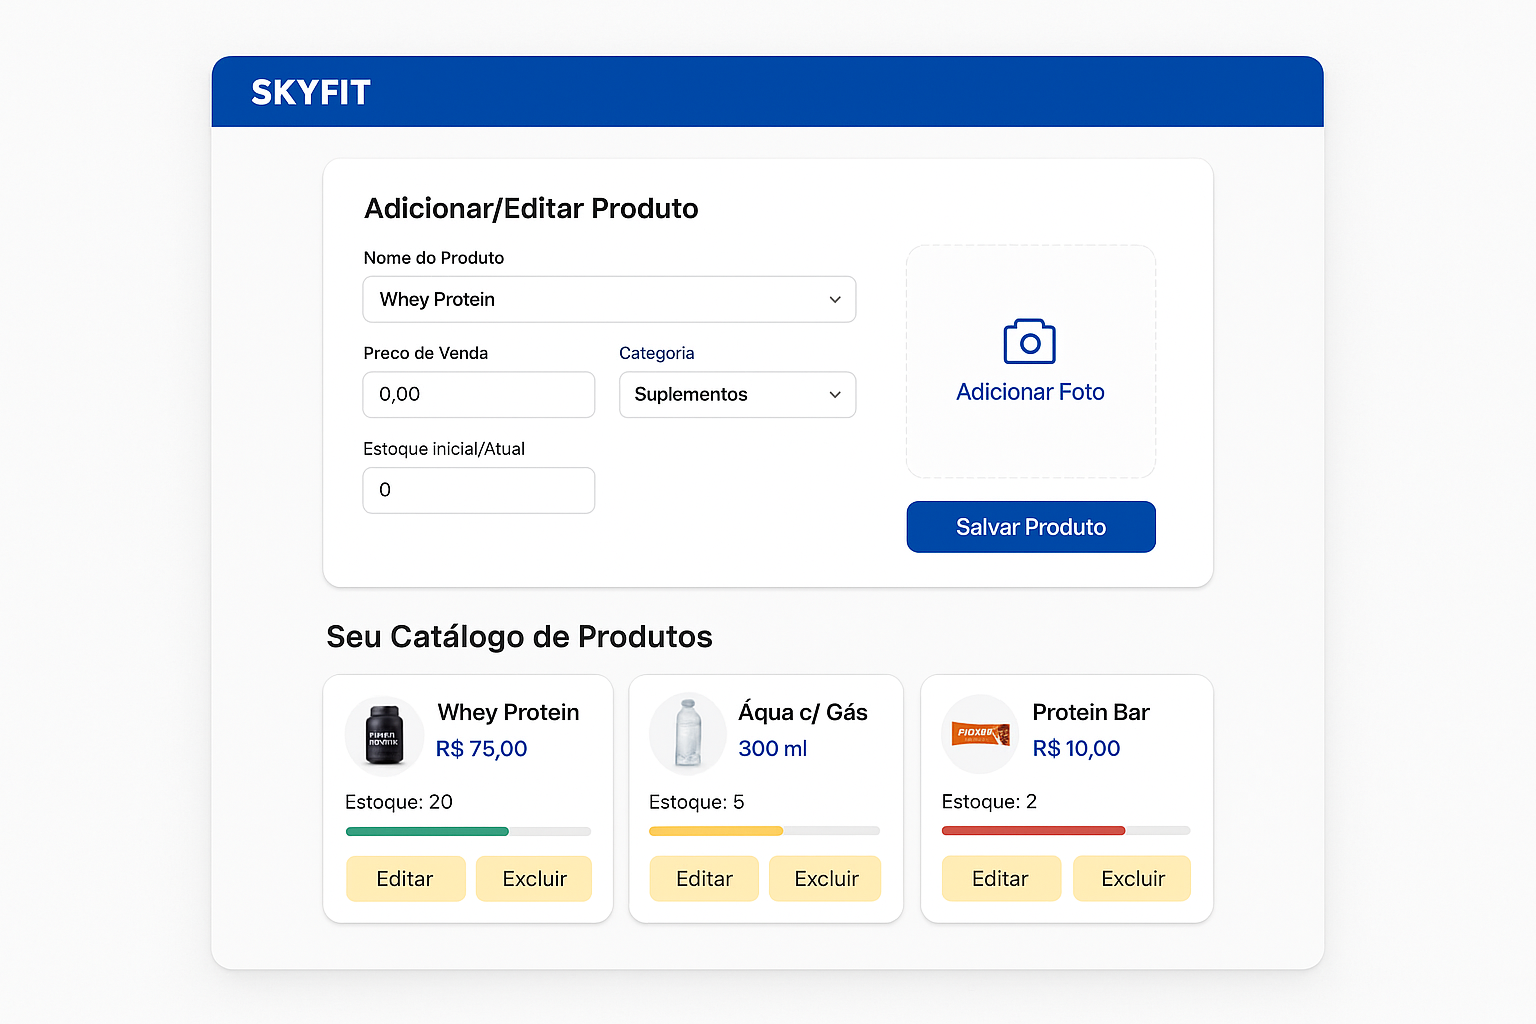 SKYFIT
Adicionar/Editar Produto
Nome do Produto
Whey Protein
Preco de Venda
Categoria
0,00
Suplementos
Estoque inicial/Atual
0
Adicionar Foto
Salvar Produto
Seu Catálogo de Produtos
Whey Protein
R$ 75,00
Estoque: 20
Editar
Excluir
Áqua c/ Gás
300 ml
Estoque: 5
Editar
Excluir
Protein Bar
R$ 10,00
Estoque: 2
Editar
Excluir